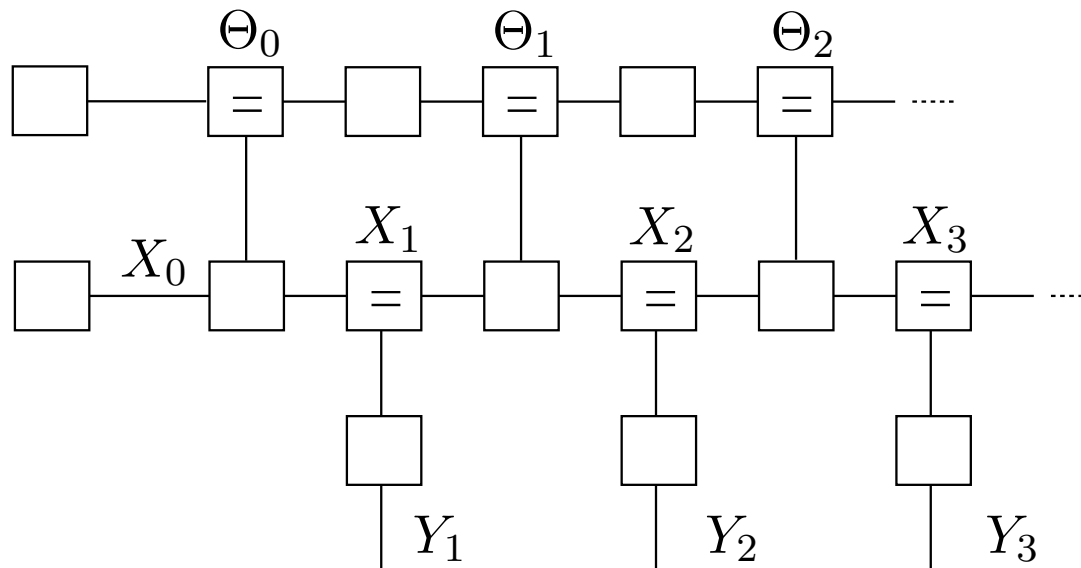 Θ₀ Θ₁ Θ₂
= = =
X₀ X₁ X₂ X₃
= = =
Y₁ Y₂ Y₃